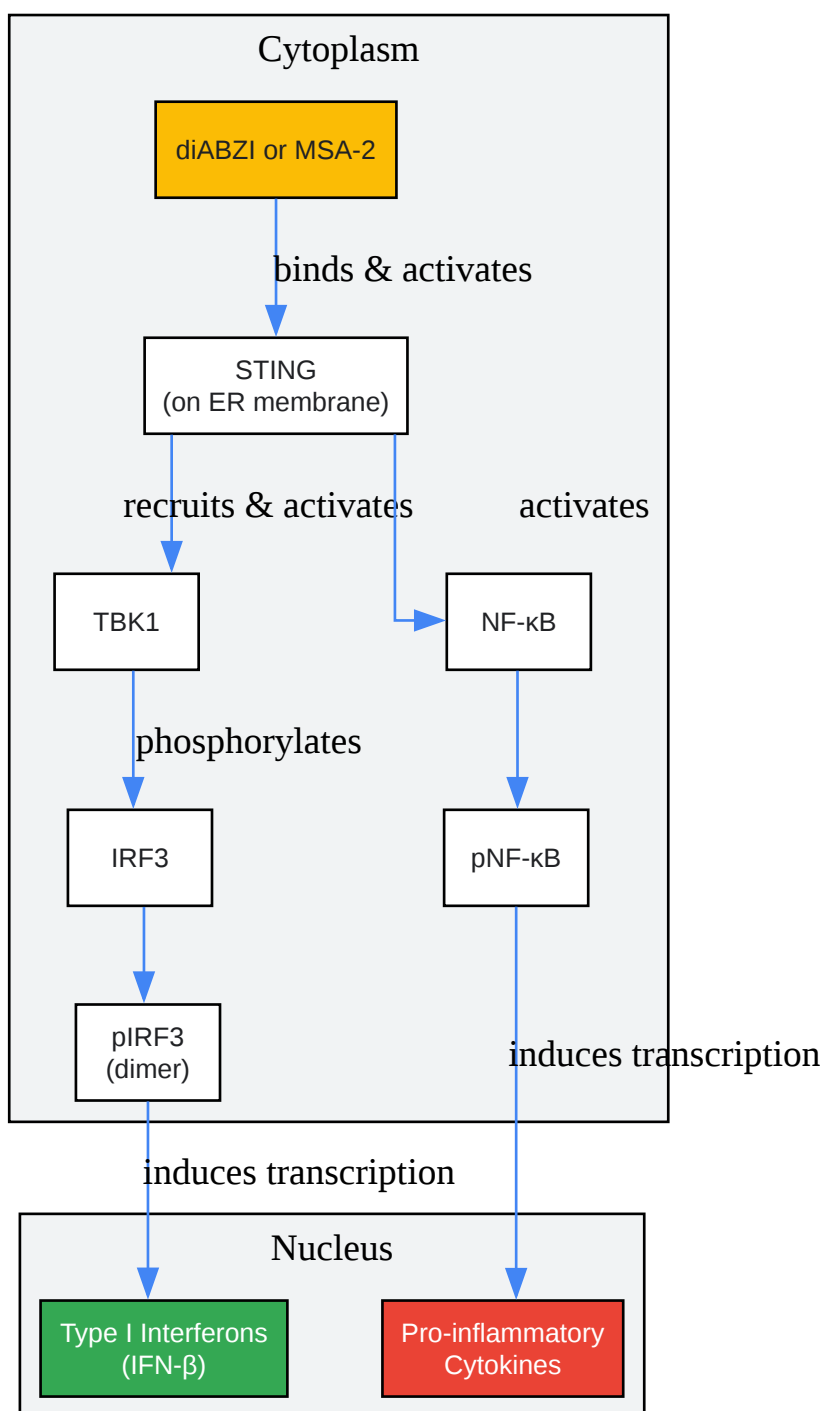 Cytoplasm
diABZI or MSA-2
binds & activates
STING
(on ER membrane)
recruits & activates
activates
TBK1
NF-κB
phosphorylates
IRF3
pNF-κB
pIRF3
(dimer)
induces transcription
induces transcription
Nucleus
Type I Interferons
(IFN-β)
Pro-inflammatory
Cytokines